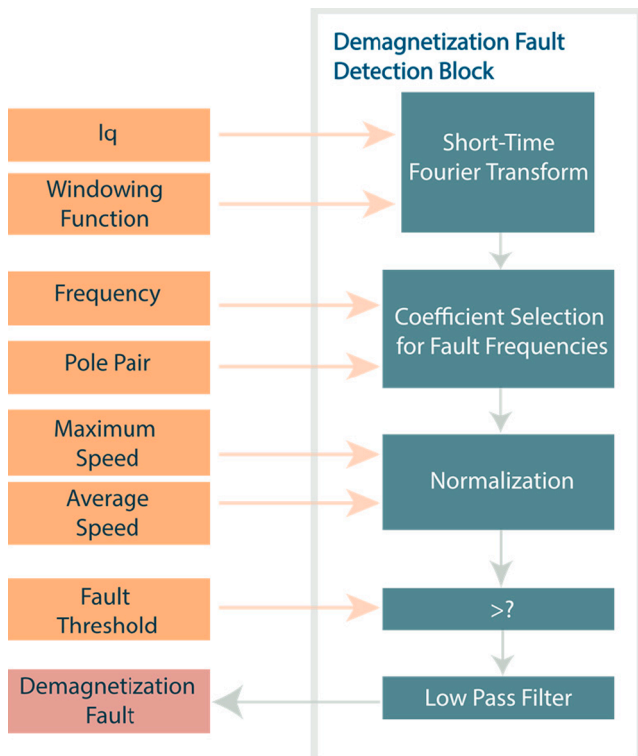 Demagnetization Fault
Detection Block
Iq
Windowing
Function
Short-Time
Fourier Transform
Frequency
Pole Pair
Coefficient Selection
for Fault Frequencies
Maximum
Speed
Average
Speed
Normalization
Fault
Threshold
>?
Demagnetization
Fault
Low Pass Filter